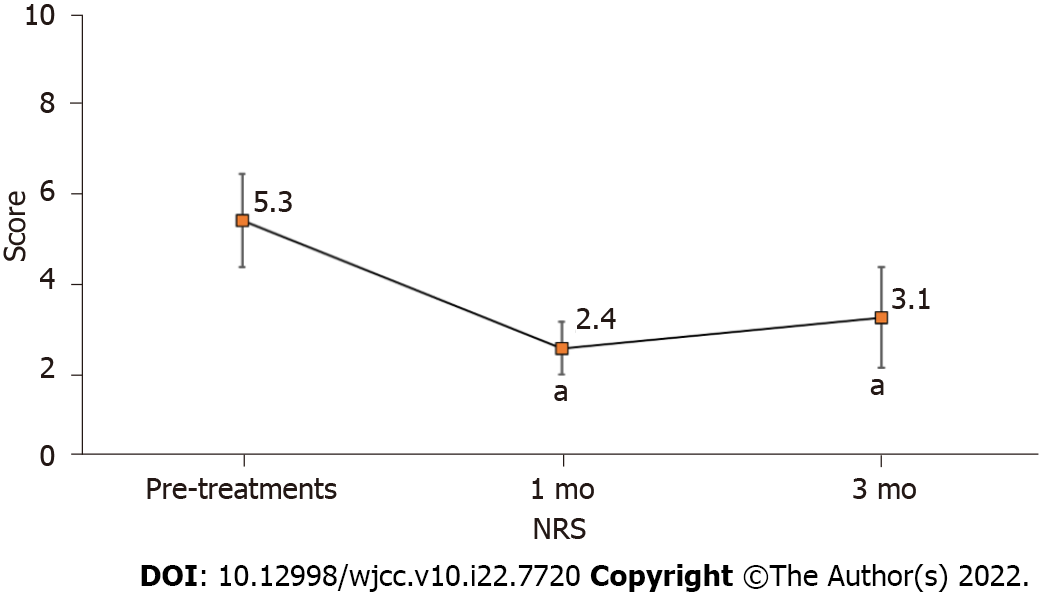 10
8
6
4
2
0
Score
5.3
2.4
3.1
a
a
Pre-treatments 1 mo 3 mo
NRS
DOI: 10.12998/wjcc.v10.i22.7720 Copyright ©The Author(s) 2022.